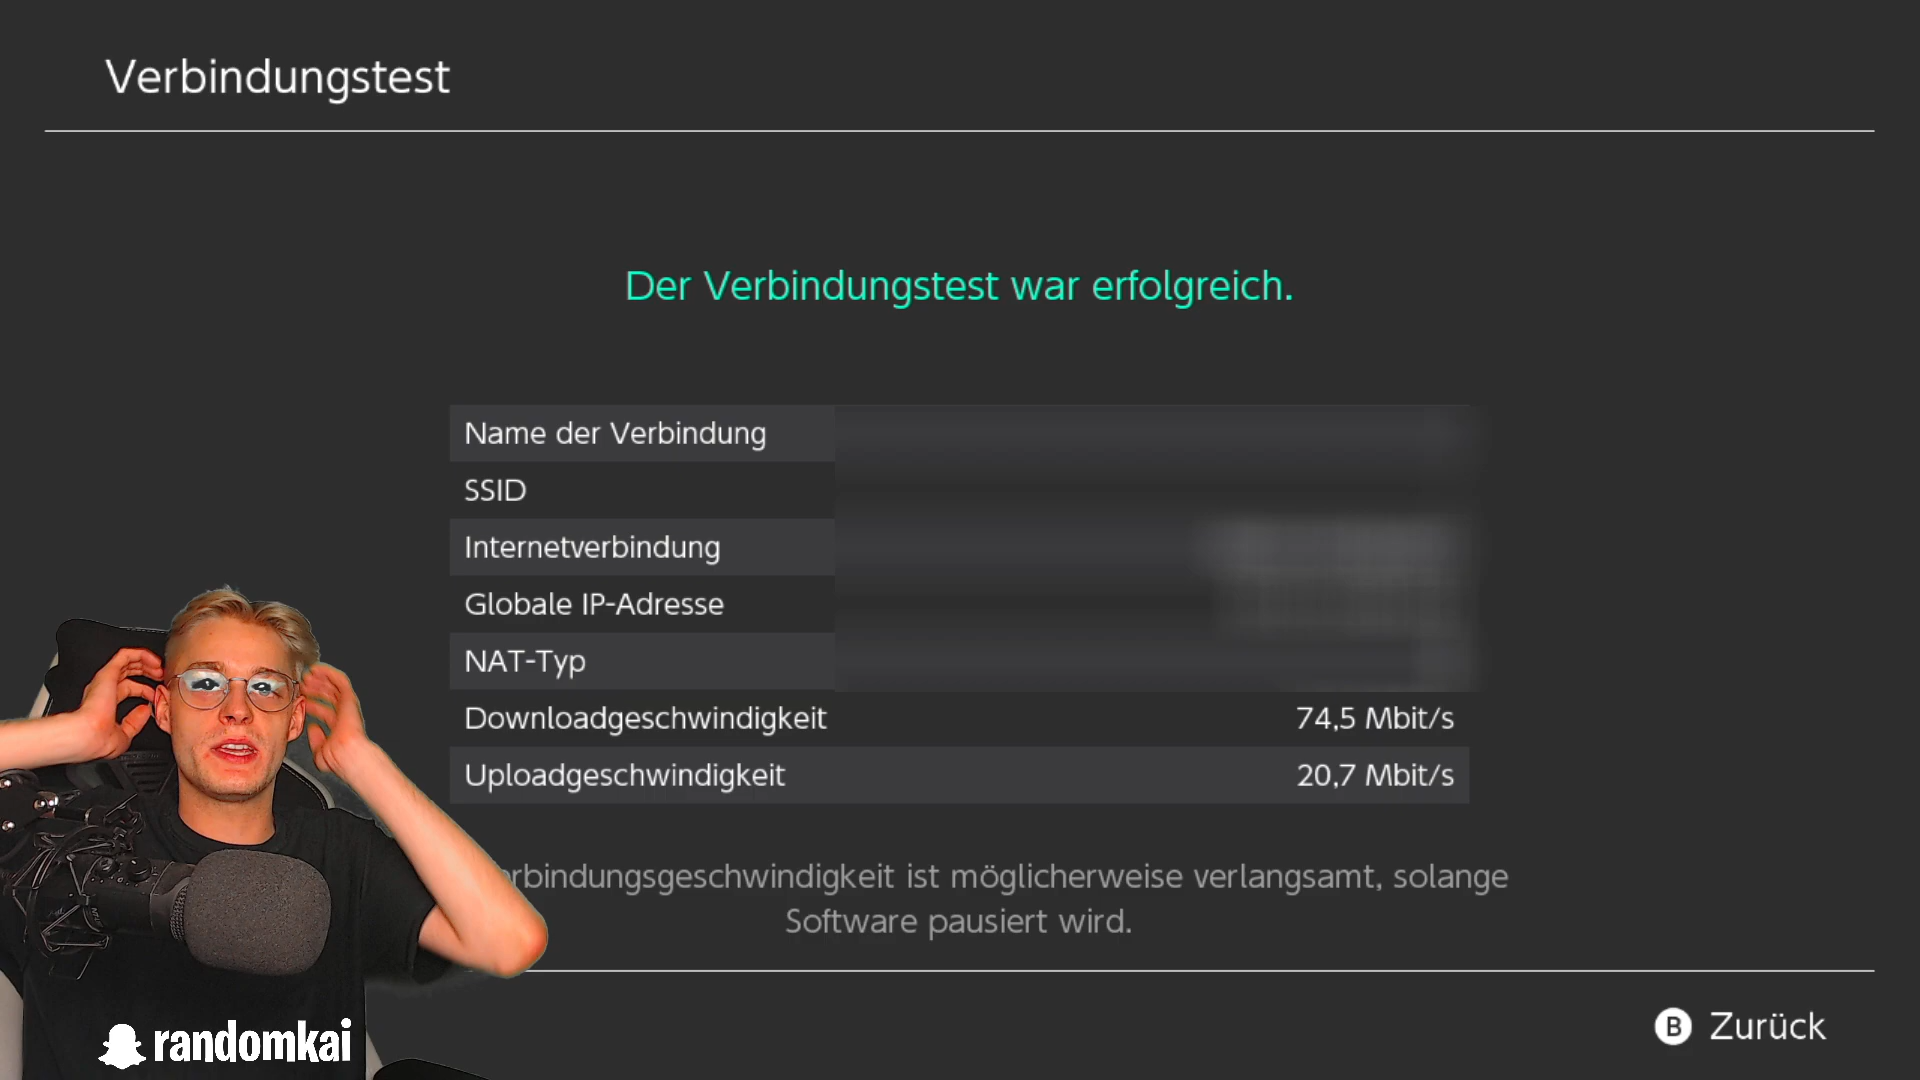 Verbindungstest
Der Verbindungstest war erfolgreich.
Name der Verbindung
SSID
Internetverbindung
Globale IP-Adresse
NAT-Typ
Downloadgeschwindigkeit 74,5 Mbit/s
Uploadgeschwindigkeit 20,7 Mbit/s
rbindungsgeschwindigkeit ist möglicherweise verlangsamt, solange
Software pausiert wird.
B Zurück
randomkai